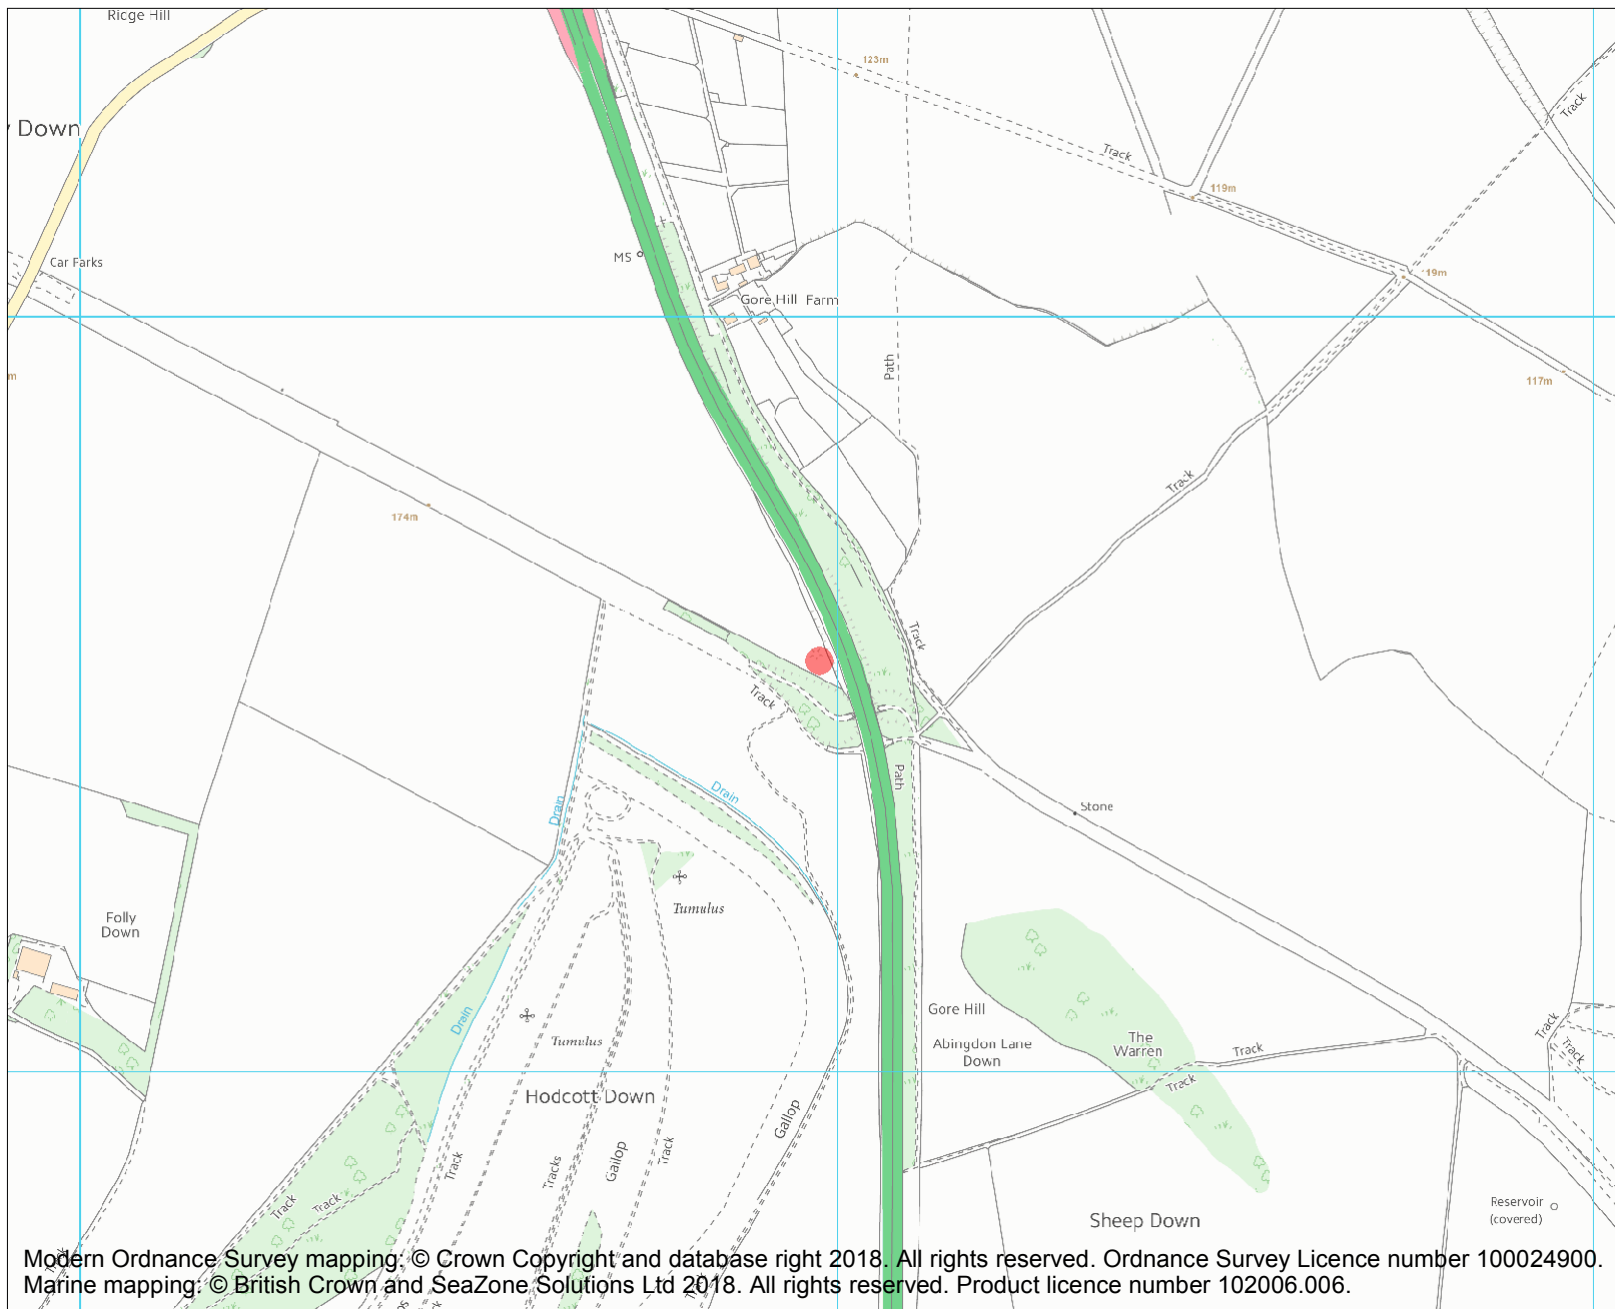 Ricge Hill
Down
123m
Track
Track
119m
MS
Car Farks
19m
Gore Hill Farm
Path
117m
m
Track
174m
Track
Track
Path
Drain
Drain
Stone
Tumulus
Folly
Down
Gore Hill
Drain
Abingdon Lane
Down
The
Warren
Track
Track
Track
Track
Tumulus
Hodcott Down
Gallop
Track
Tracks
Gallop
Track
Track
Track
Reservoir
(covered)
Sheep Down
Modern Ordnance Survey mapping: © Crown Copyright and database right 2018. All rights reserved. Ordnance Survey Licence number 100024900.
Marine mapping: © British Crown and SeaZone Solutions Ltd 2018. All rights reserved. Product licence number 102006.006.